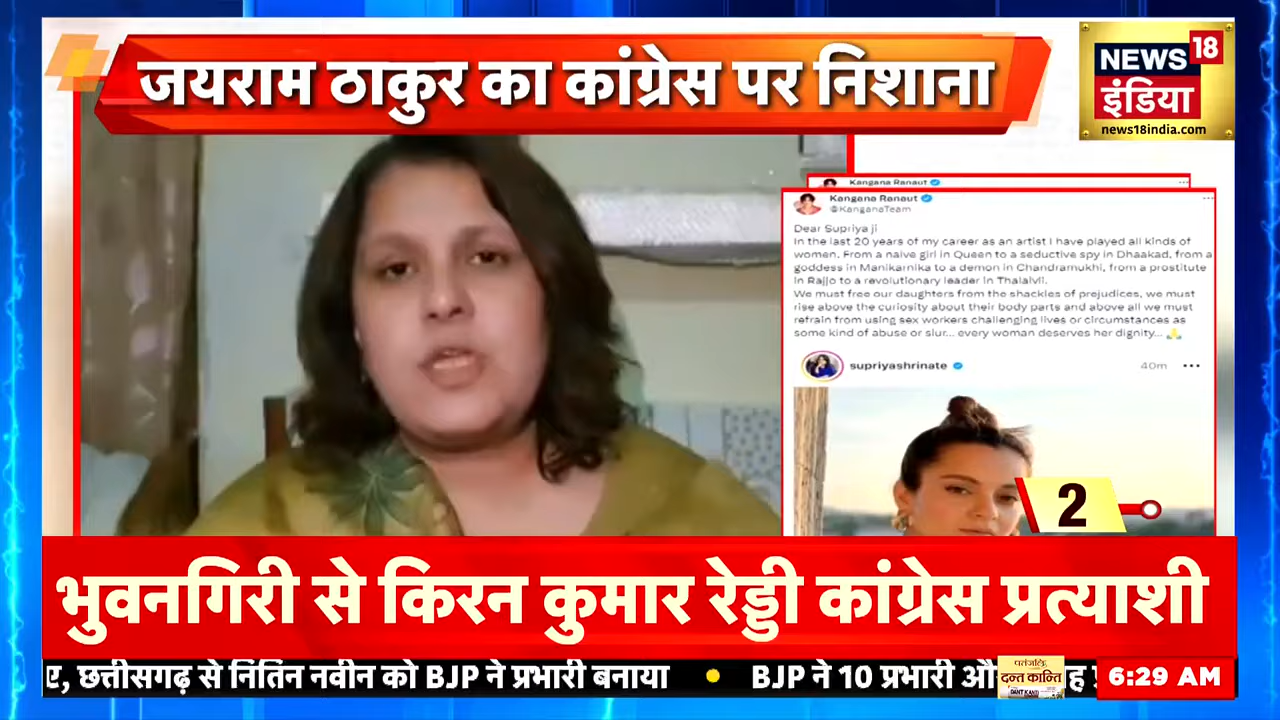 जयराम ठाकुर का कांग्रेस पर निशाना
NEWS 18
इंडिया
news18india.com
Kangana Ranaut
Kangana Ranaut
@KanganaTeam
Dear Supriya ji
In the last 20 years of my career as an artist I have played all kinds of
women. From a naive girl in Queen to a seductive spy in Dhaakad, from a
goddess in Manikarnika to a demon in Chandramukhi, from a prostitute
in Rajjo to a revolutionary leader in Thalaivii.
We must free our daughters from the shackles of prejudices, we must
rise above the curiosity about their body parts and above all we must
refrain from using sex workers challenging lives or circumstances as
some kind of abuse or slur... every woman deserves her dignity... 🙏
supriyashrinate 40m
2
भुवनगिरी से किरन कुमार रेड्डी कांग्रेस प्रत्याशी
छत्तीसगढ़ से नितिन नवीन को BJP ने प्रभारी बनाया • BJP ने 10 प्रभारी
पतंजलि
दन्त कान्ति
6:29 AM